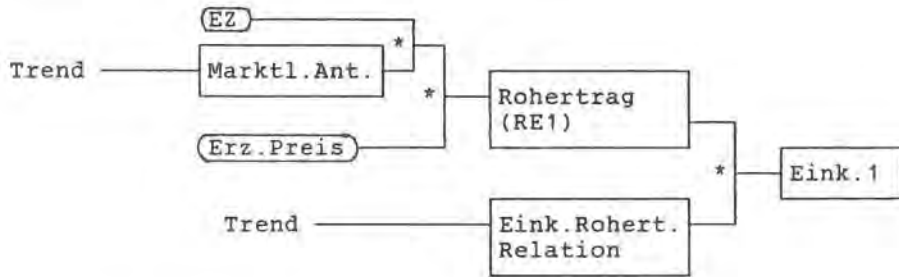 EZ
*
Trend
Marktl.Ant.
*
Rohertrag
(RE1)
Erz.Preis
*
Eink.1
Trend
Eink.Rohert.
Relation